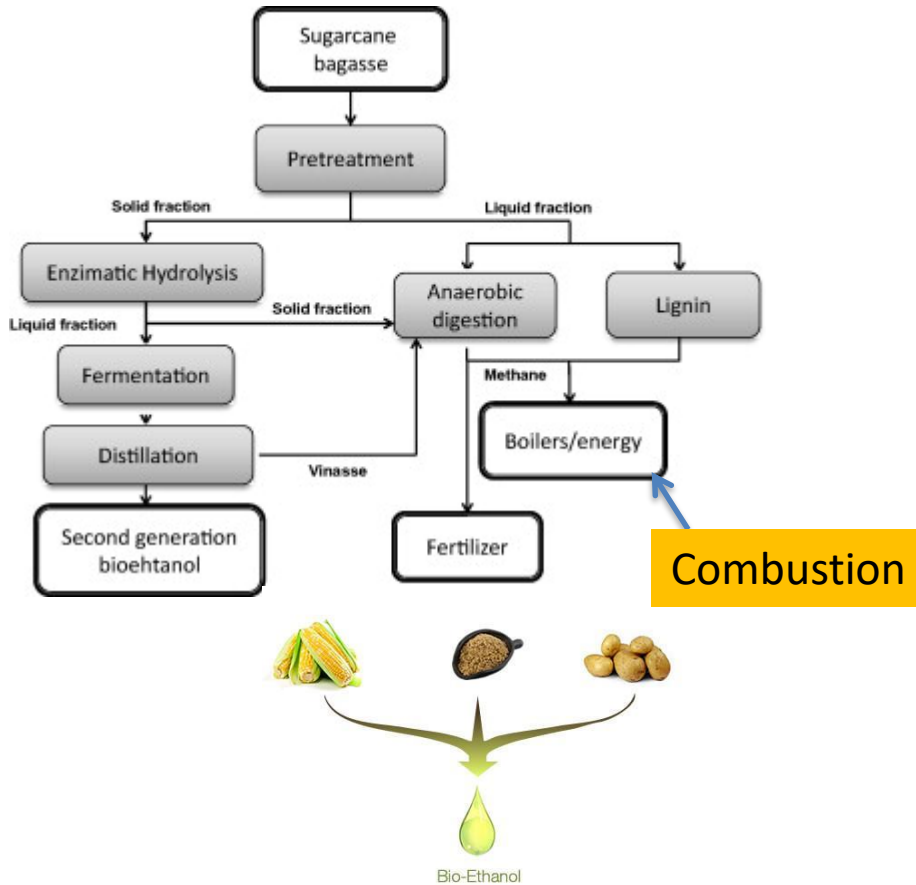 Sugarcane
bagasse
Pretreatment
Solid fraction
Liquid fraction
Enzimatic Hydrolysis
Anaerobic
digestion
Lignin
Solid fraction
Liquid fraction
Fermentation
Methane
Boilers/energy
Distillation
Vinasse
Second generation
bioehtanol
Fertilizer
Combustion
Bio-Ethanol